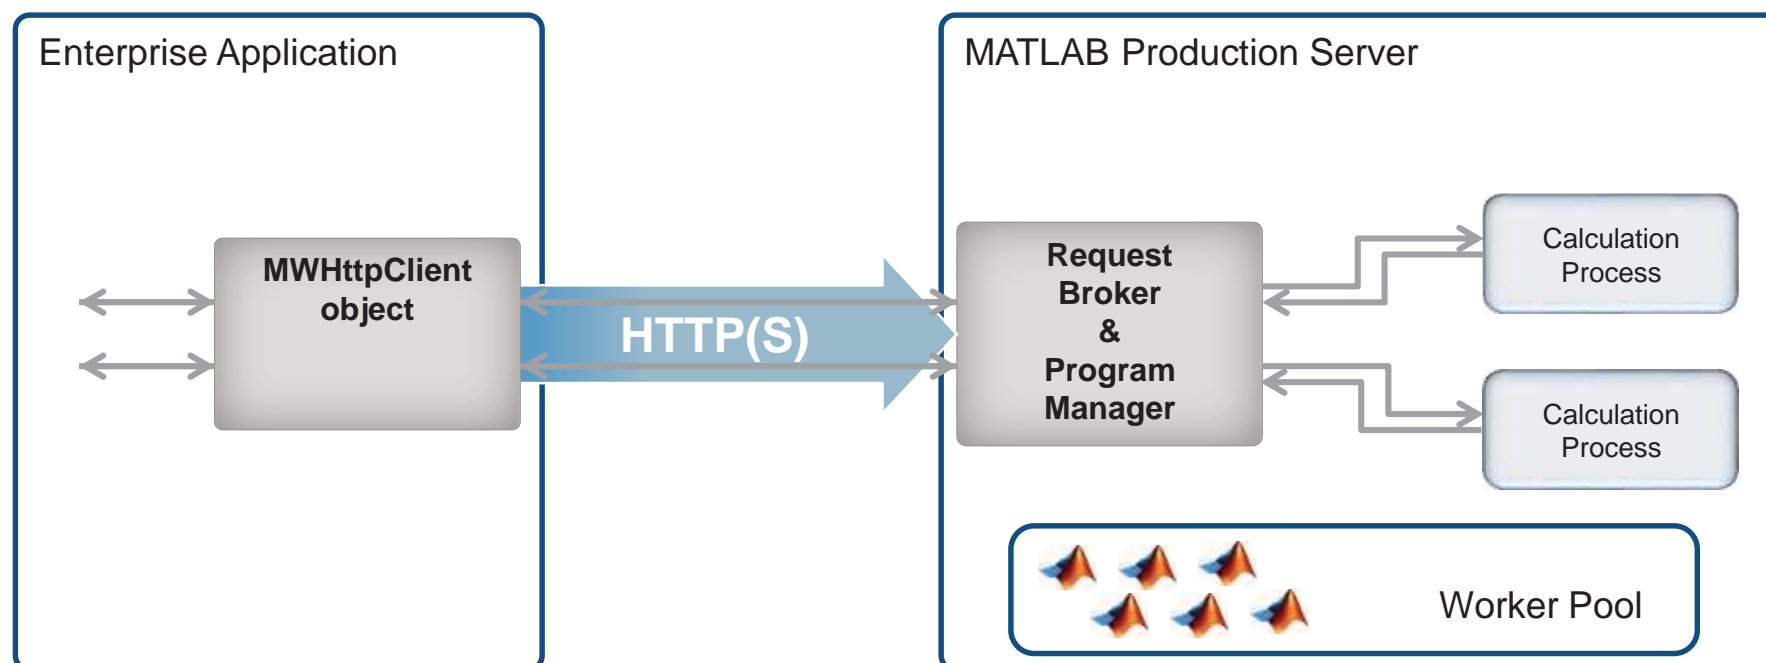 Enterprise Application
MWHttpClient
object
HTTP(S)
MATLAB Production Server
Request
Broker
&
Program
Manager
Calculation
Process
Calculation
Process
Worker Pool